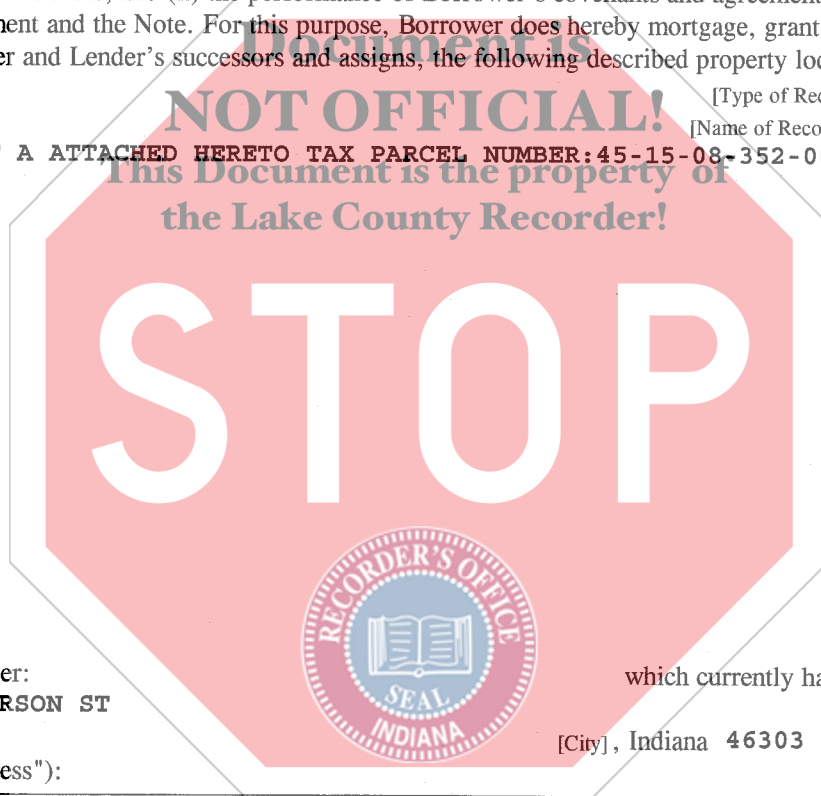 ent and the Note. For this purpose, Borrower does hereby mortgage, grant
Document is
er and Lender's successors and assigns, the following described property loc
NOT OFFICIAL!
[Type of Rec
[Name of Reco
A ATTACHED HERETO TAX PARCEL NUMBER:45-15-08-352-0
This Document is the property of
the Lake County Recorder!
STOP
RECORDER'S OFFICE
SEAL
INDIANA
er:
which currently ha
RSON ST
[City], Indiana 46303
ess"):